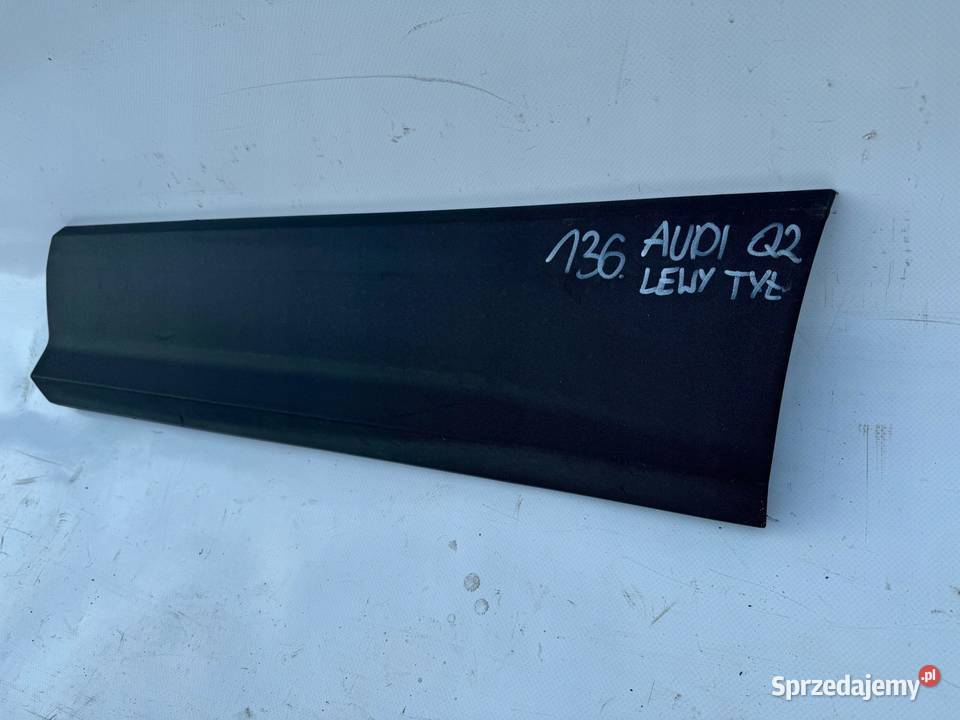 136. AUDI Q2
LEWY TYŁ
Sprzedajemy.pl